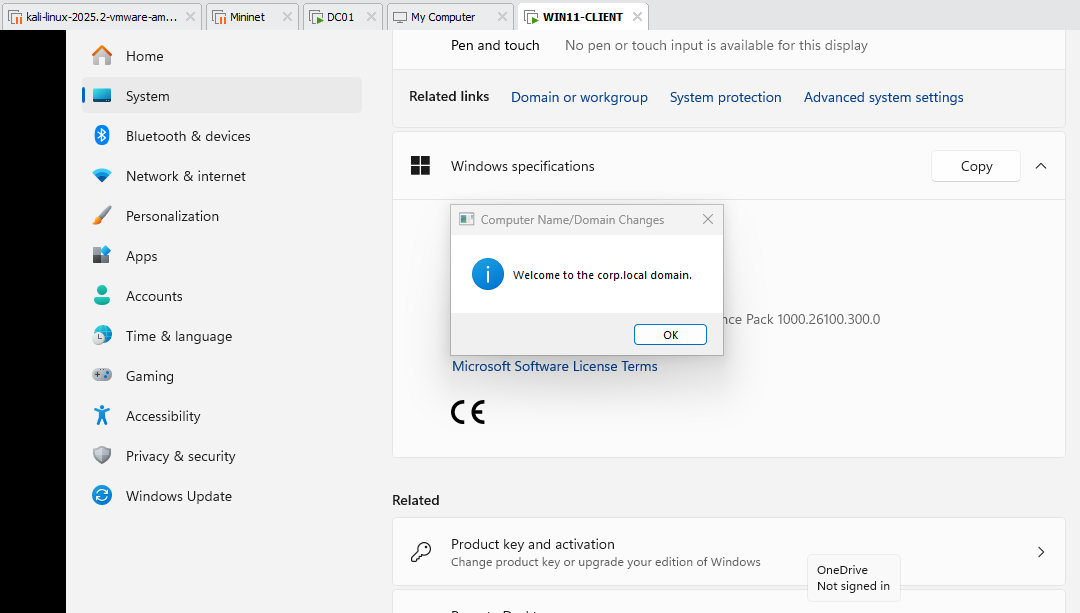 kali-linux-2025.2-vmware-am...
Mininet
DC01
My Computer
WIN11-CLIENT
Home
System
Bluetooth & devices
Network & internet
Personalization
Apps
Accounts
Time & language
Gaming
Accessibility
Privacy & security
Windows Update
Pen and touch No pen or touch input is available for this display
Related links Domain or workgroup System protection Advanced system settings
Windows specifications
Copy
Computer Name/Domain Changes
Welcome to the corp.local domain.
OK
nce Pack 1000.26100.300.0
Microsoft Software License Terms
CE
Related
Product key and activation
Change product key or upgrade your edition of Windows
OneDrive
Not signed in